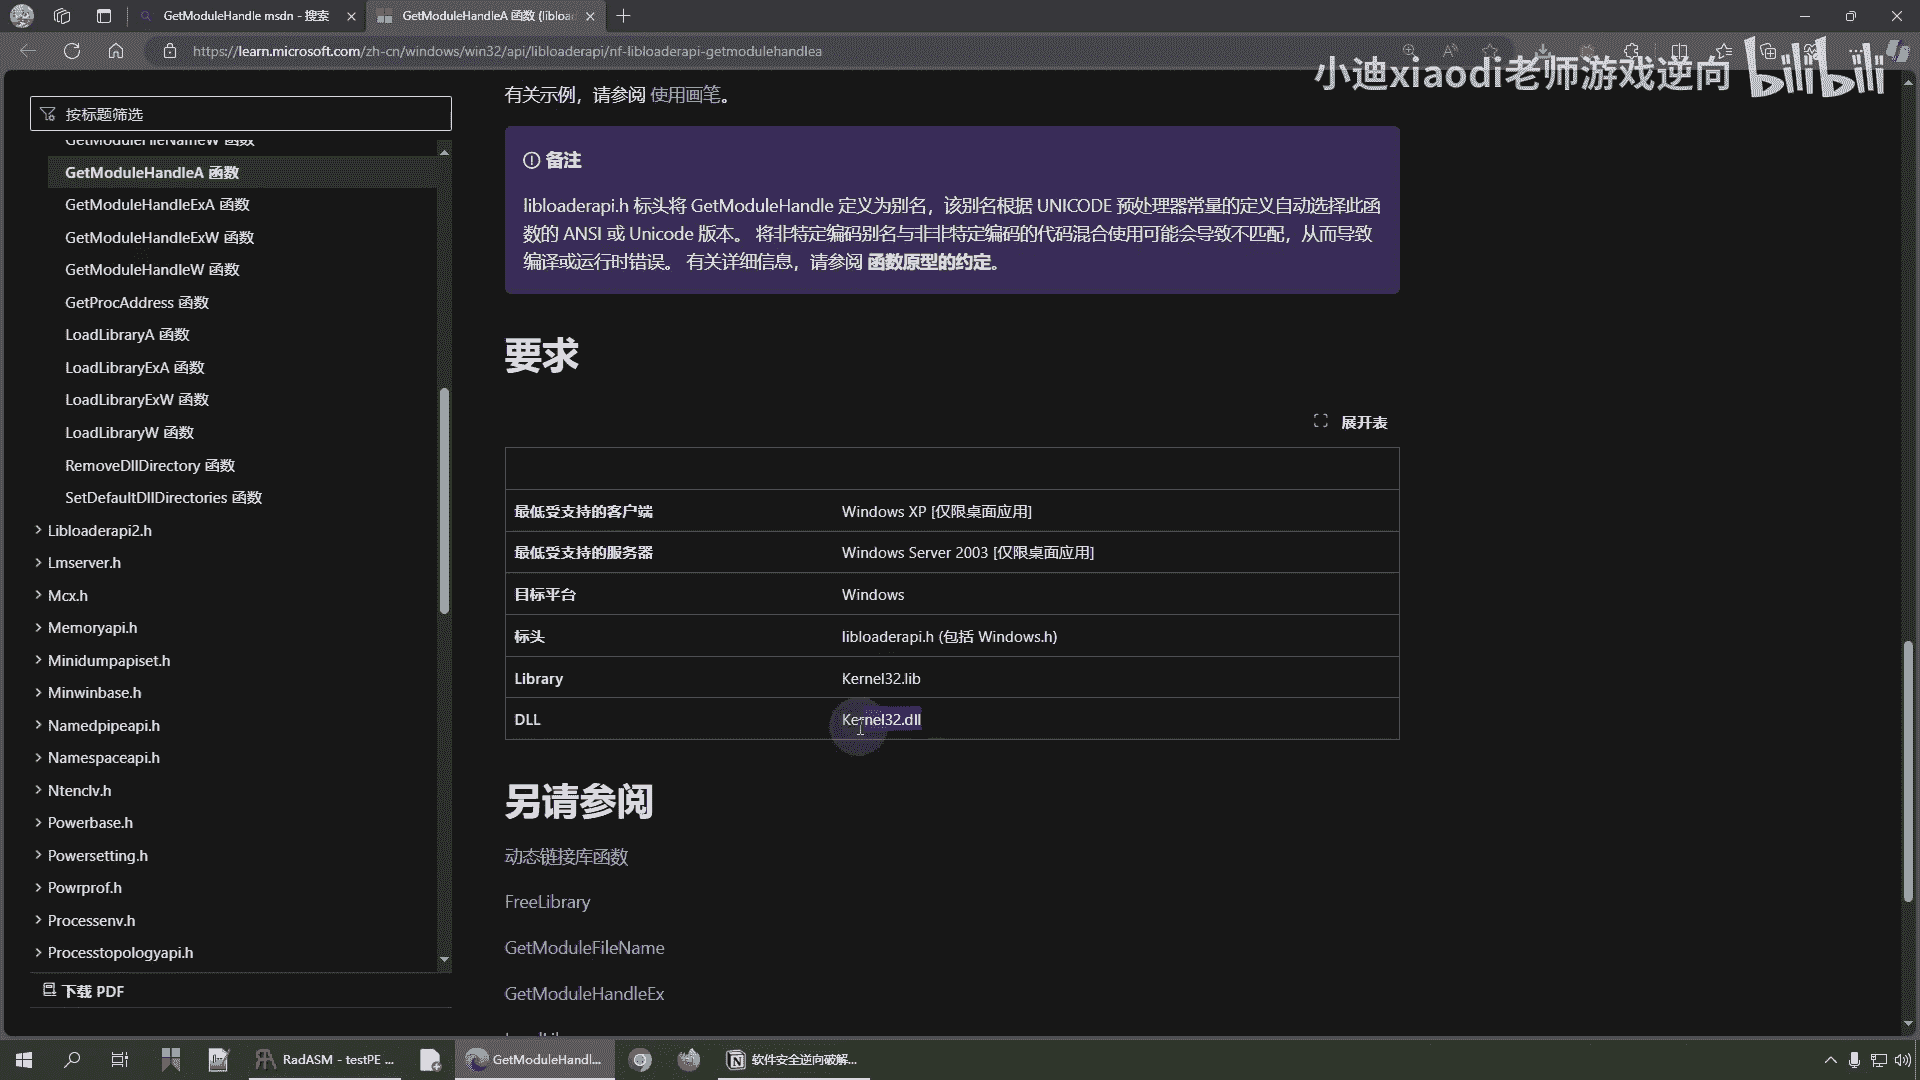 GetModuleHandle msdn - 搜索
GetModuleHandleA 函数 (libloa
https://learn.microsoft.com/zh-cn/windows/win32/api/libloaderapi/nf-libloaderapi-getmodulehandlea
小迪xiaodi老师游戏逆向 bilibili
按标题筛选
GetModuleFileNameW 函数
GetModuleHandleA 函数
GetModuleHandleExA 函数
GetModuleHandleExW 函数
GetModuleHandleW 函数
GetProcAddress 函数
LoadLibraryA 函数
LoadLibraryExA 函数
LoadLibraryExW 函数
LoadLibraryW 函数
RemoveDllDirectory 函数
SetDefaultDllDirectories 函数
Libloaderapi2.h
Lmserver.h
Mcx.h
Memoryapi.h
Minidumpapiset.h
Minwinbase.h
Namedpipeapi.h
Namespaceapi.h
Ntenclv.h
Powerbase.h
Powersetting.h
Powrprof.h
Processenv.h
Processtopologyapi.h
下载 PDF
有关示例，请参阅 使用画笔。
备注
libloaderapi.h 标头将 GetModuleHandle 定义为别名，该别名根据 UNICODE 预处理器常量的定义自动选择此函
数的 ANSI 或 Unicode 版本。 将非特定编码别名与非非特定编码的代码混合使用可能会导致不匹配，从而导致
编译或运行时错误。 有关详细信息，请参阅 函数原型的约定。
要求
展开表
最低受支持的客户端 Windows XP [仅限桌面应用]
最低受支持的服务器 Windows Server 2003 [仅限桌面应用]
目标平台 Windows
标头 libloaderapi.h (包括 Windows.h)
Library Kernel32.lib
DLL Kernel32.dll
另请参阅
动态链接库函数
FreeLibrary
GetModuleFileName
GetModuleHandleEx
RadASM - testPE ...
GetModuleHandl...
软件安全逆向破解...